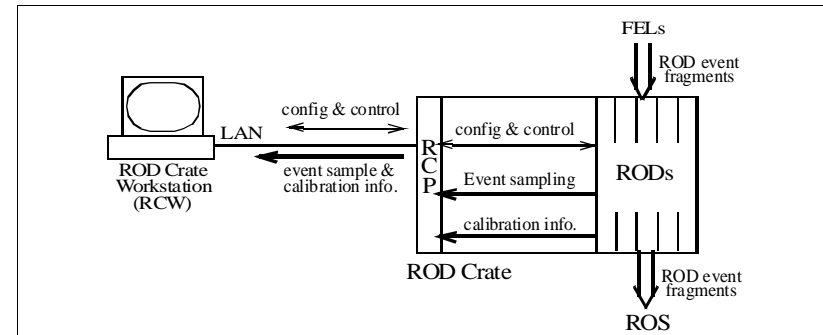 FELs
ROD event
fragments
config & control
LAN
config & control
RCP
event sample &
calibration info.
Event sampling
RODs
calibration info.
ROD Crate
Workstation
(RCW)
ROD Crate
ROD event
fragments
ROS